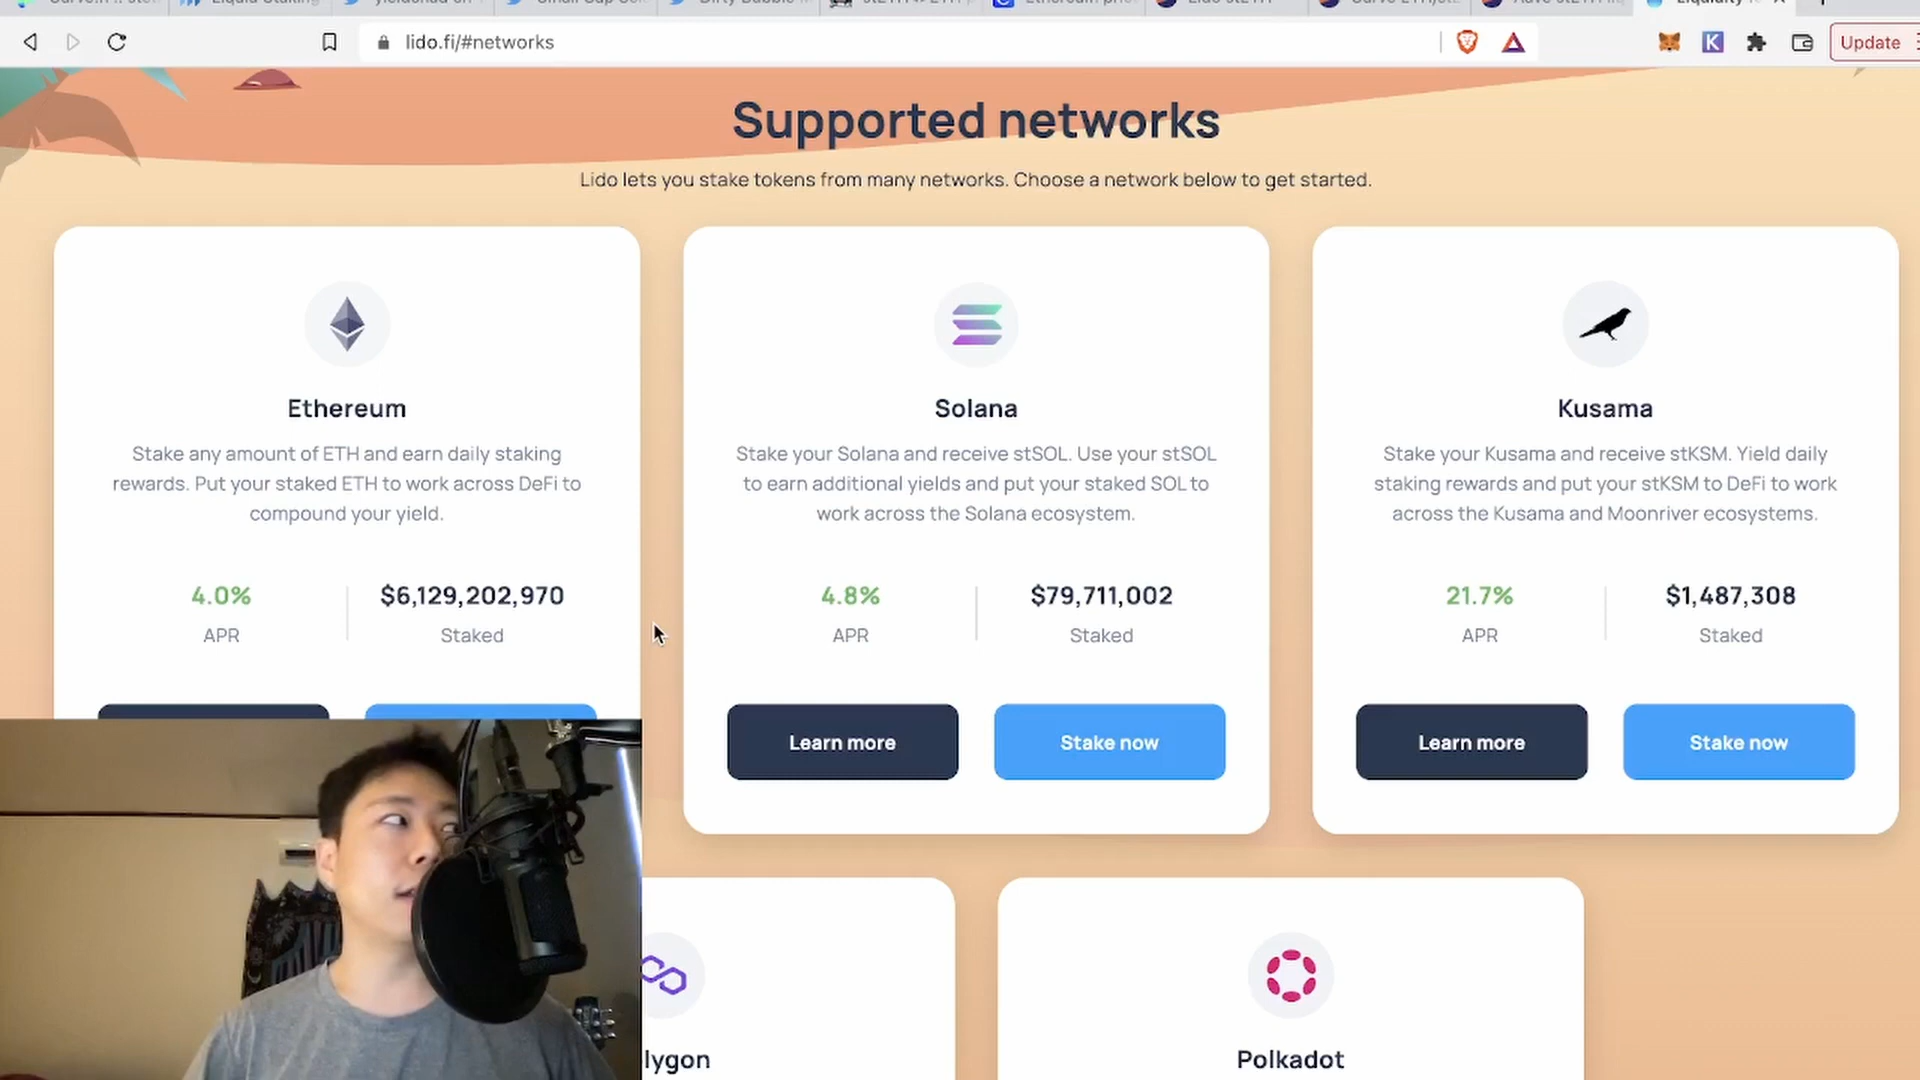 lido.fi/#networks
Update
Supported networks
Lido lets you stake tokens from many networks. Choose a network below to get started.
Ethereum
Stake any amount of ETH and earn daily staking
rewards. Put your staked ETH to work across DeFi to
compound your yield.
4.0%
$6,129,202,970
APR
Staked
Solana
Stake your Solana and receive stSOL. Use your stSOL
to earn additional yields and put your staked SOL to
work across the Solana ecosystem.
4.8%
$79,711,002
APR
Staked
Learn more
Stake now
Kusama
Stake your Kusama and receive stKSM. Yield daily
staking rewards and put your stKSM to DeFi to work
across the Kusama and Moonriver ecosystems.
21.7%
$1,487,308
APR
Staked
Learn more
Stake now
lygon
Polkadot